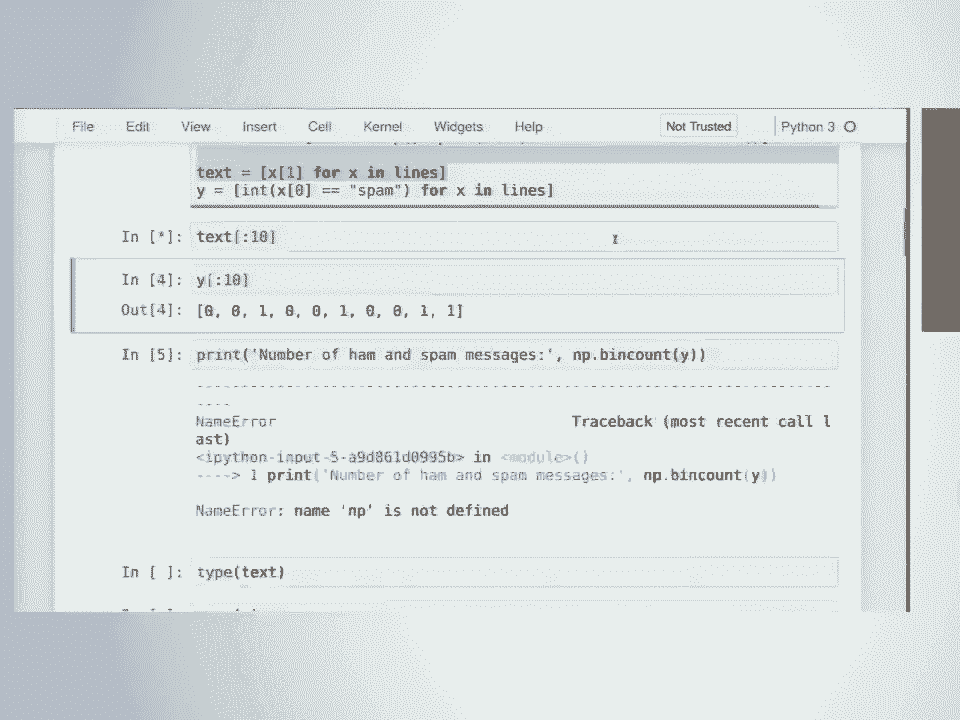 File Edit View Insert Cell Kernel Widgets Help Not Trusted Python 3
text = [x[1] for x in lines]
y = [int(x[0] == "spam") for x in lines]
In [*]: text[:10]
In [4]: y[:10]
Out[4]: [0, 0, 1, 0, 0, 1, 0, 0, 1, 1]
In [5]: print('Number of ham and spam messages:', np.bincount(y))
---------------------------------------------------------------------------
NameError Traceback (most recent call l
ast)
<ipython-input-5-a9d861d0995b> in <module>()
----> 1 print('Number of ham and spam messages:', np.bincount(y))
NameError: name 'np' is not defined
In [ ]: type(text)